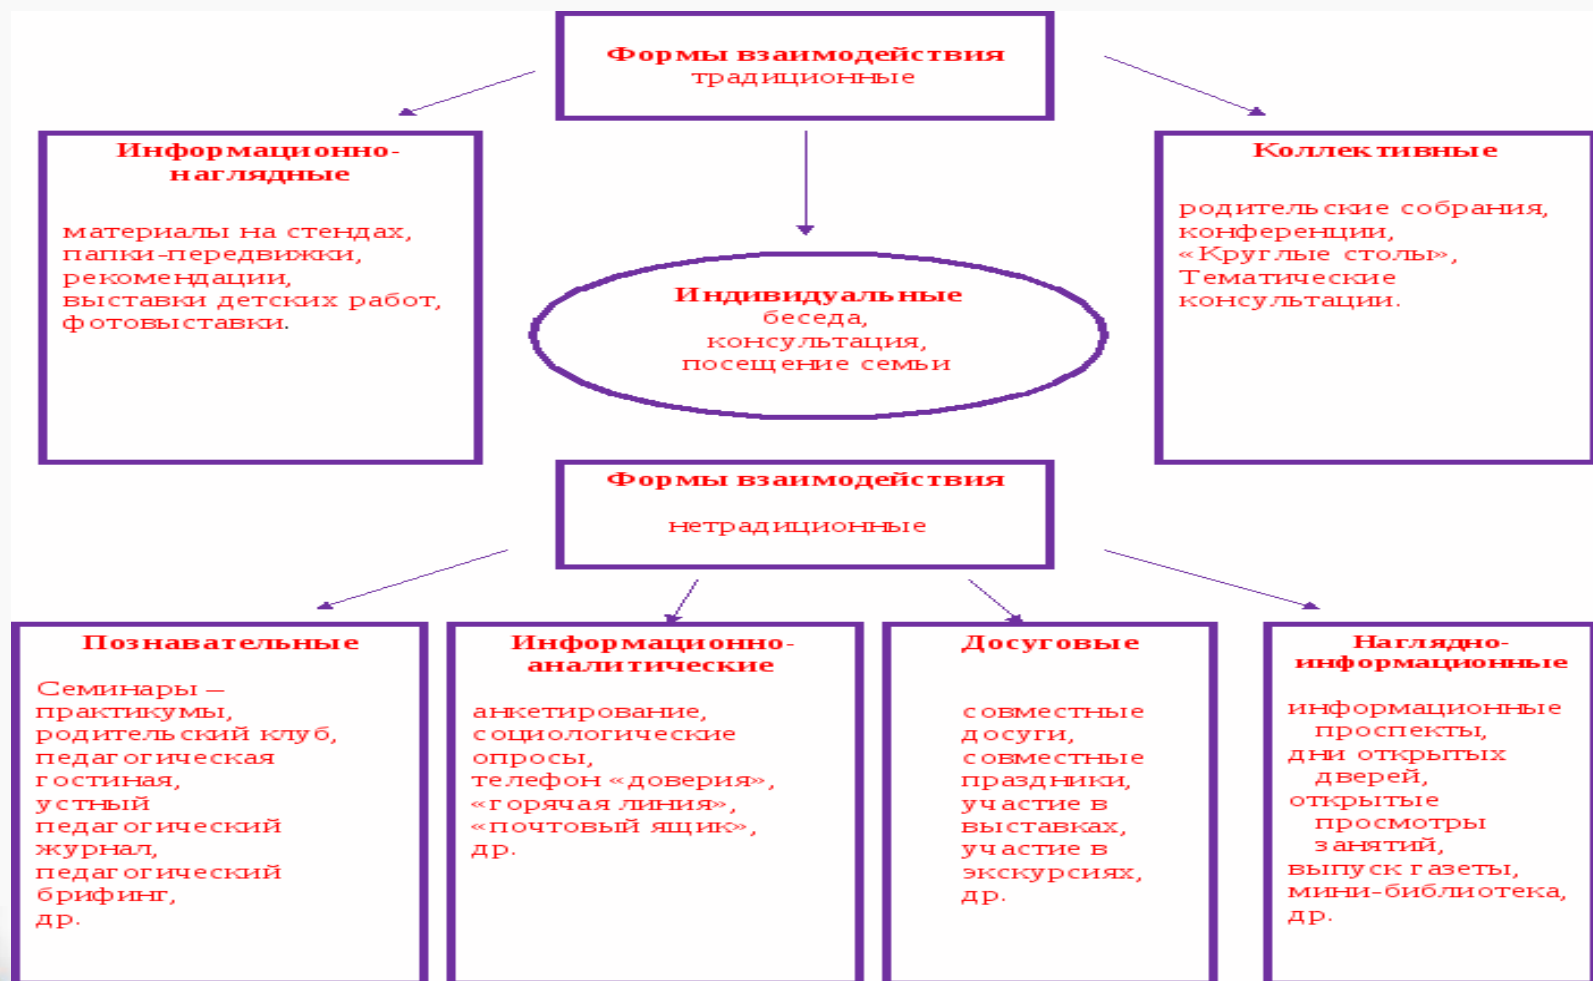 Формы взаимодействия
традиционные
Информационно-
наглядные
материалы на стендах,
папки-передвижки,
рекомендации,
выставки детских работ,
фотовыставки.
Индивидуальные
беседа,
консультация,
посещение семьи
Коллективные
родительские собрания,
конференции,
«Круглые столы»,
Тематические
консультации.
Формы взаимодействия
нетрадиционные
Познавательные
Семинары –
практикумы,
родительский клуб,
педагогическая
гостиная,
устный
педагогический
журнал,
педагогический
брифинг,
др.
Информационно-
аналитические
анкетирование,
социологические
опросы,
телефон «доверия»,
«горячая линия»,
«почтовый ящик»,
др.
Досуговые
совместные
досуги,
совместные
праздники,
участие в
выставках,
участие в
экскурсиях,
др.
Наглядно-
информационные
информационные
проспекты,
дни открытых
дверей,
открытые
просмотры
занятий,
выпуск газеты,
мини-библиотека,
др.